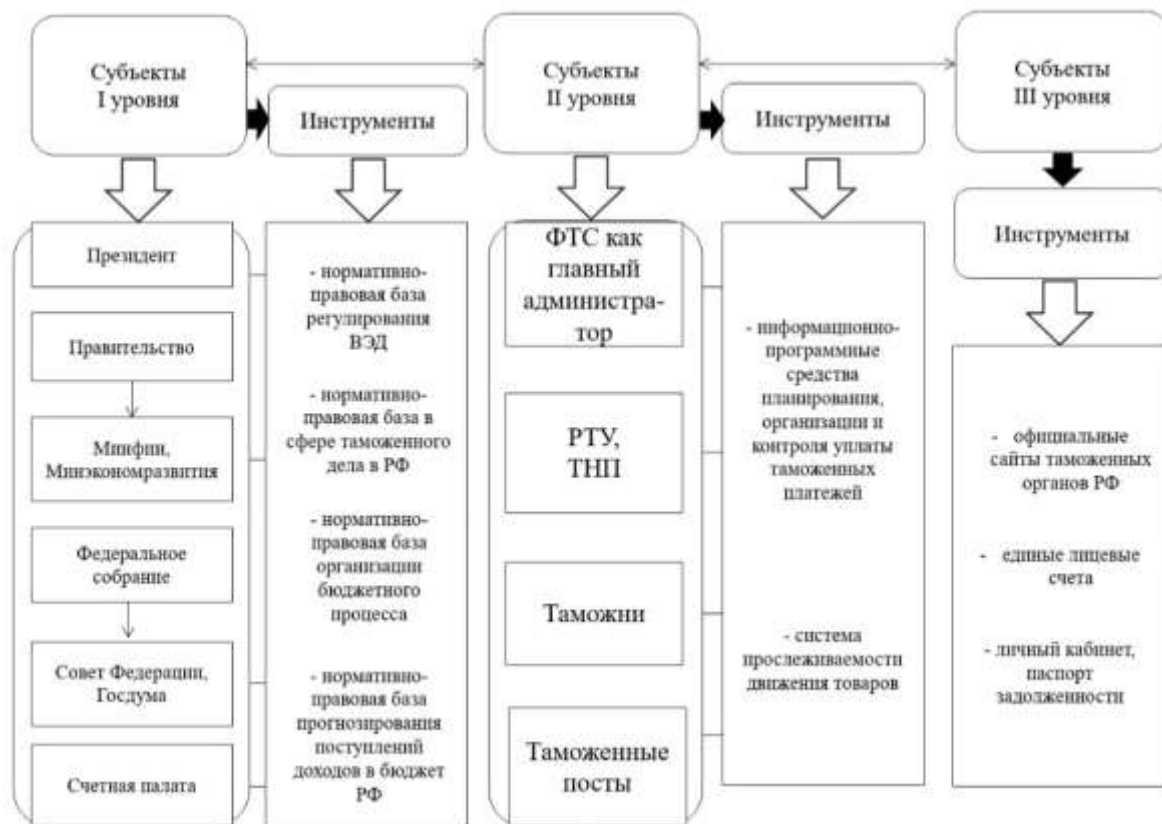 Субъекты
I уровня
Инструменты
Субъекты
II уровня
Инструменты
Субъекты
III уровня
Инструменты
Президент
Правительство
Минфин,
Минэкономразвития
Федеральное
собрание
Совет Федерации,
Госдума
Счетная палата
- нормативно-
правовая база
регулирования
ВЭД
- нормативно-
правовая база в
сфере таможенного
дела в РФ
- нормативно-
правовая база
организации
бюджетного
процесса
- нормативно-
правовая база
прогнозирования
поступлений
доходов в бюджет
РФ
ФТС как
главный
администра-
тор
РТУ,
ТНП
Таможни
Таможенные
посты
- информационно-
программные
средства
планирования,
организации и
контроля уплаты
таможенных
платежей
- система
прослеживаемости
движения товаров
- официальные
сайты таможенных
органов РФ
- единые лицевые
счета
- личный кабинет,
паспорт
задолженности